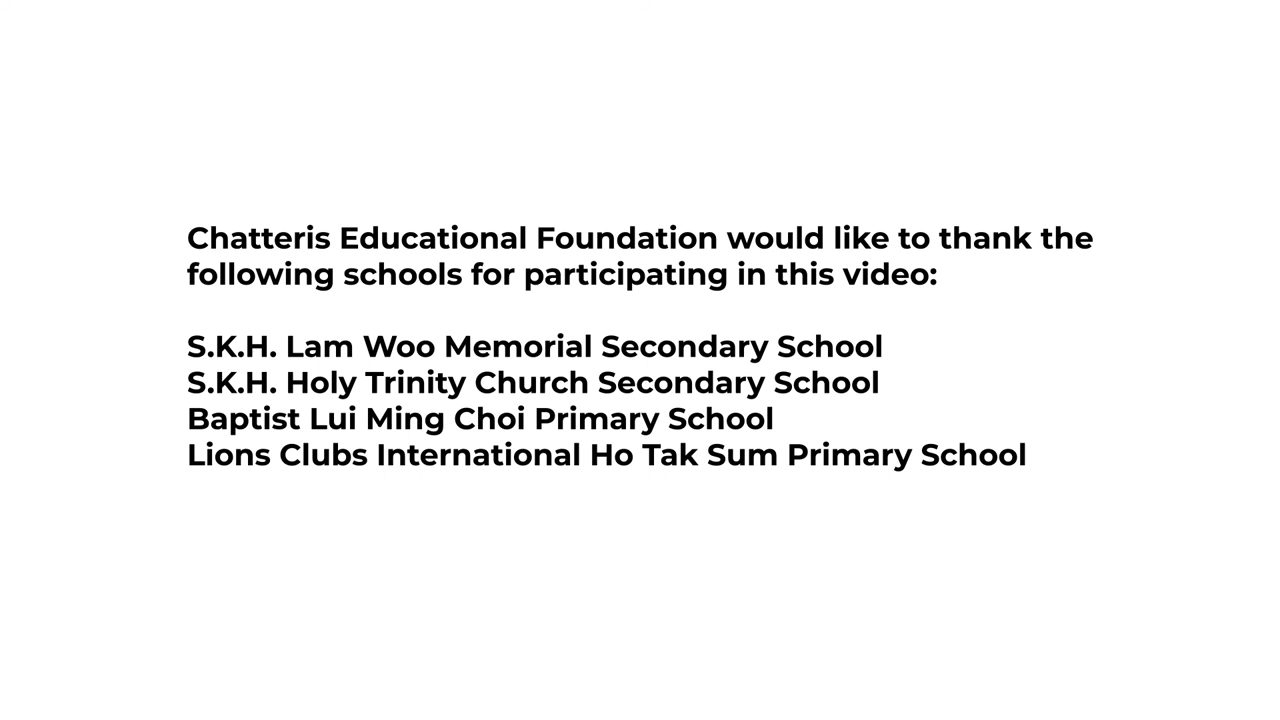 Chatteris Educational Foundation would like to thank the
following schools for participating in this video:
S.K.H. Lam Woo Memorial Secondary School
S.K.H. Holy Trinity Church Secondary School
Baptist Lui Ming Choi Primary School
Lions Clubs International Ho Tak Sum Primary School